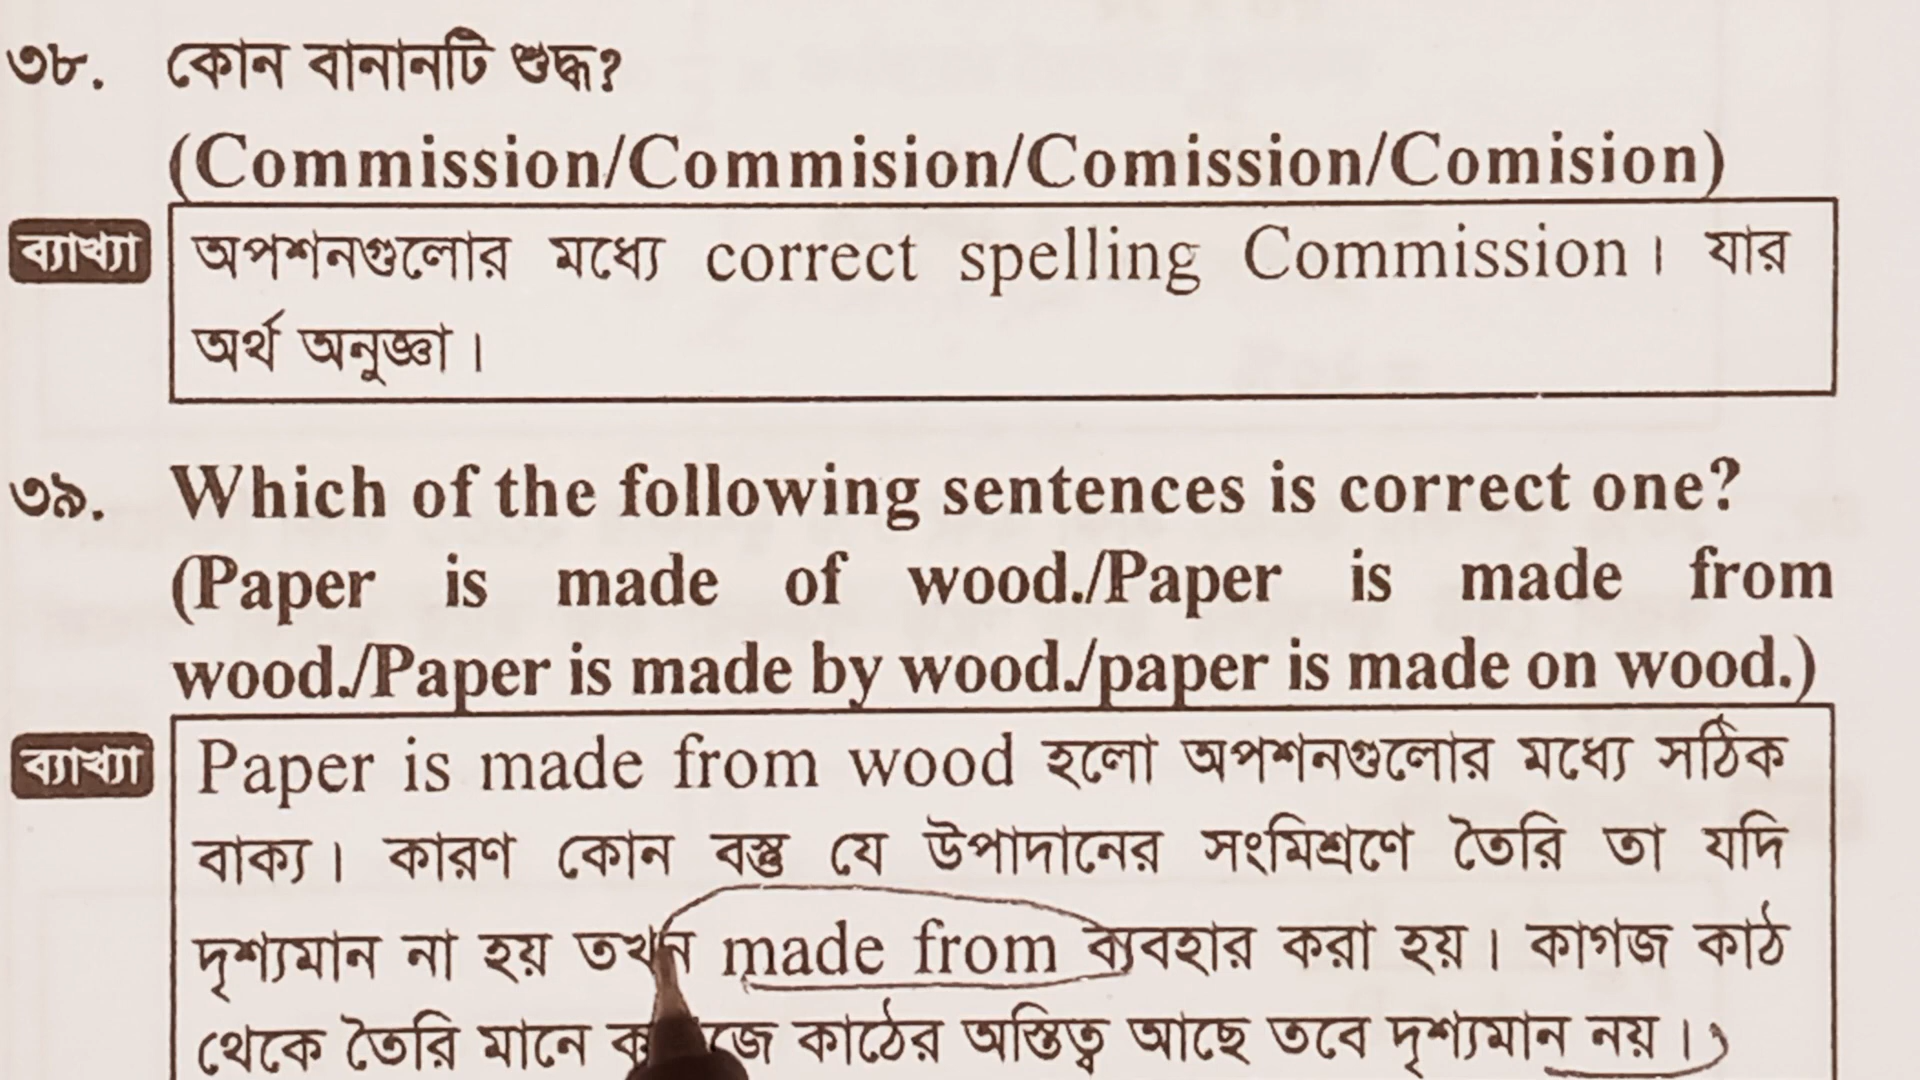 ৩৮. কোন বানানটি শুদ্ধ?
(Commission/Commision/Comission/Comision)
ব্যাখ্যা অপশনগুলোর মধ্যে correct spelling Commission। যার
অর্থ অনুজ্ঞা।
৩৯. Which of the following sentences is correct one?
(Paper is made of wood./Paper is made from
wood./Paper is made by wood./paper is made on wood.)
ব্যাখ্যা Paper is made from wood হলো অপশনগুলোর মধ্যে সঠিক
বাক্য। কারণ কোন বস্তু যে উপাদানের সংমিশ্রণে তৈরি তা যদি
দৃশ্যমান না হয় তখন made from ব্যবহার করা হয়। কাগজ কাঠ
থেকে তৈরি মানে কাঠের অস্তিত্ব আছে তবে দৃশ্যমান নয়।